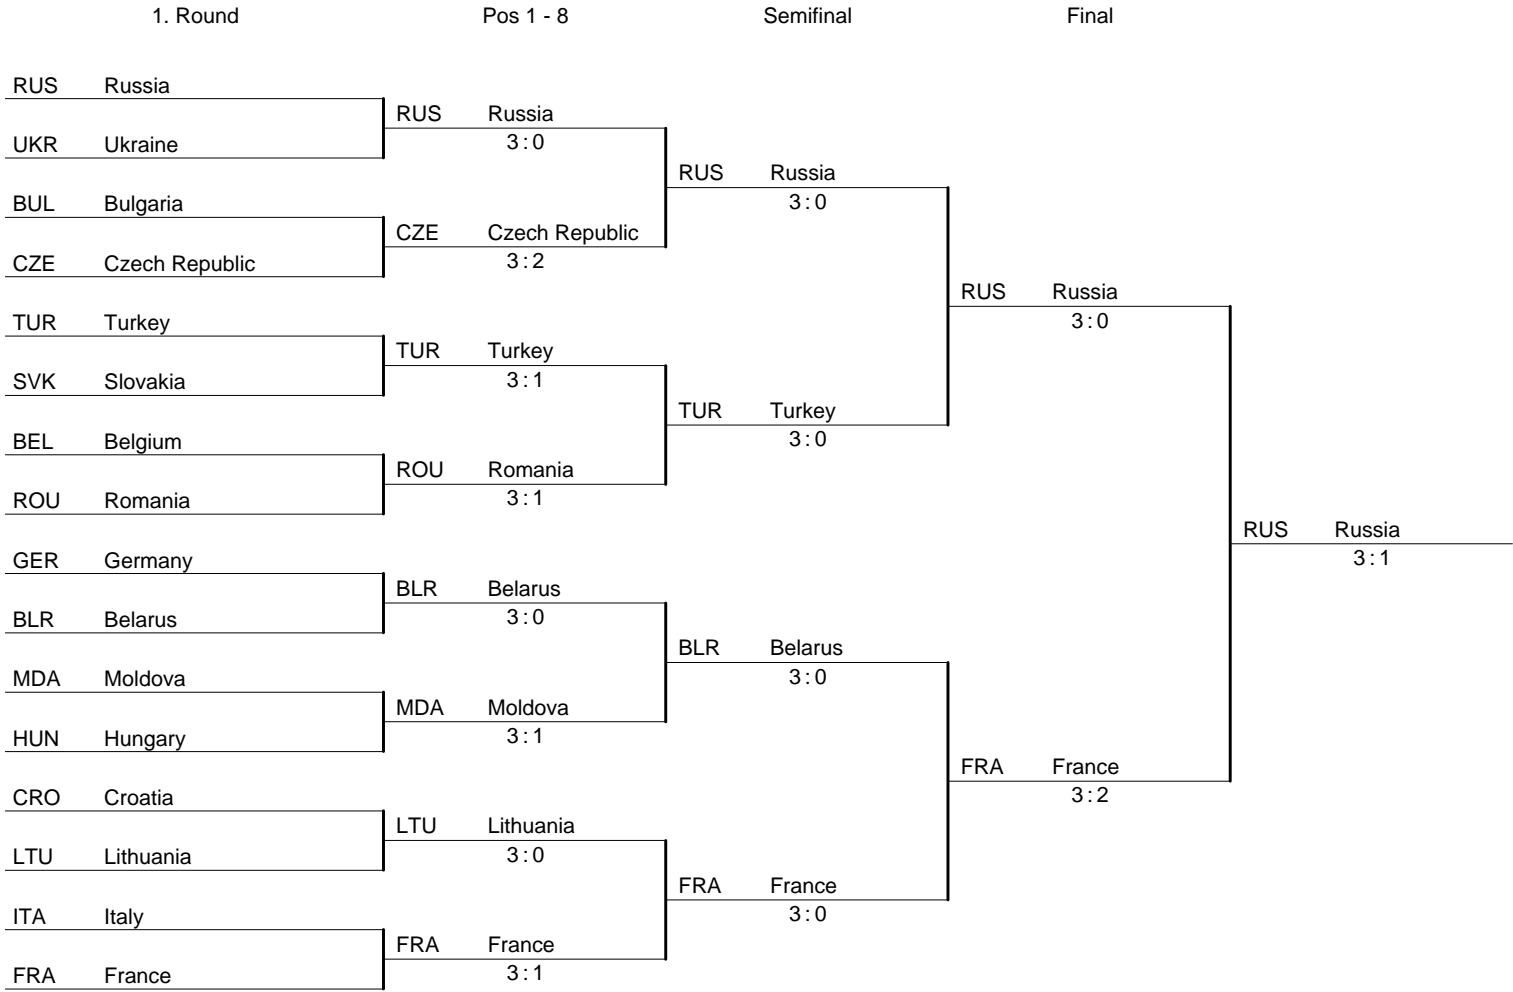 1. Round Pos 1 - 8 Semifinal Final
RUS Russia
RUS Russia
3 : 0
UKR Ukraine
RUS Russia
3 : 0
BUL Bulgaria
CZE Czech Republic
3 : 2
CZE Czech Republic
RUS Russia
3 : 0
TUR Turkey
TUR Turkey
3 : 1
SVK Slovakia
TUR Turkey
3 : 0
BEL Belgium
ROU Romania
3 : 1
ROU Romania
RUS Russia
3 : 1
GER Germany
BLR Belarus
3 : 0
BLR Belarus
BLR Belarus
3 : 0
MDA Moldova
MDA Moldova
3 : 1
HUN Hungary
FRA France
3 : 2
CRO Croatia
LTU Lithuania
3 : 0
LTU Lithuania
FRA France
3 : 0
ITA Italy
FRA France
3 : 1
FRA France